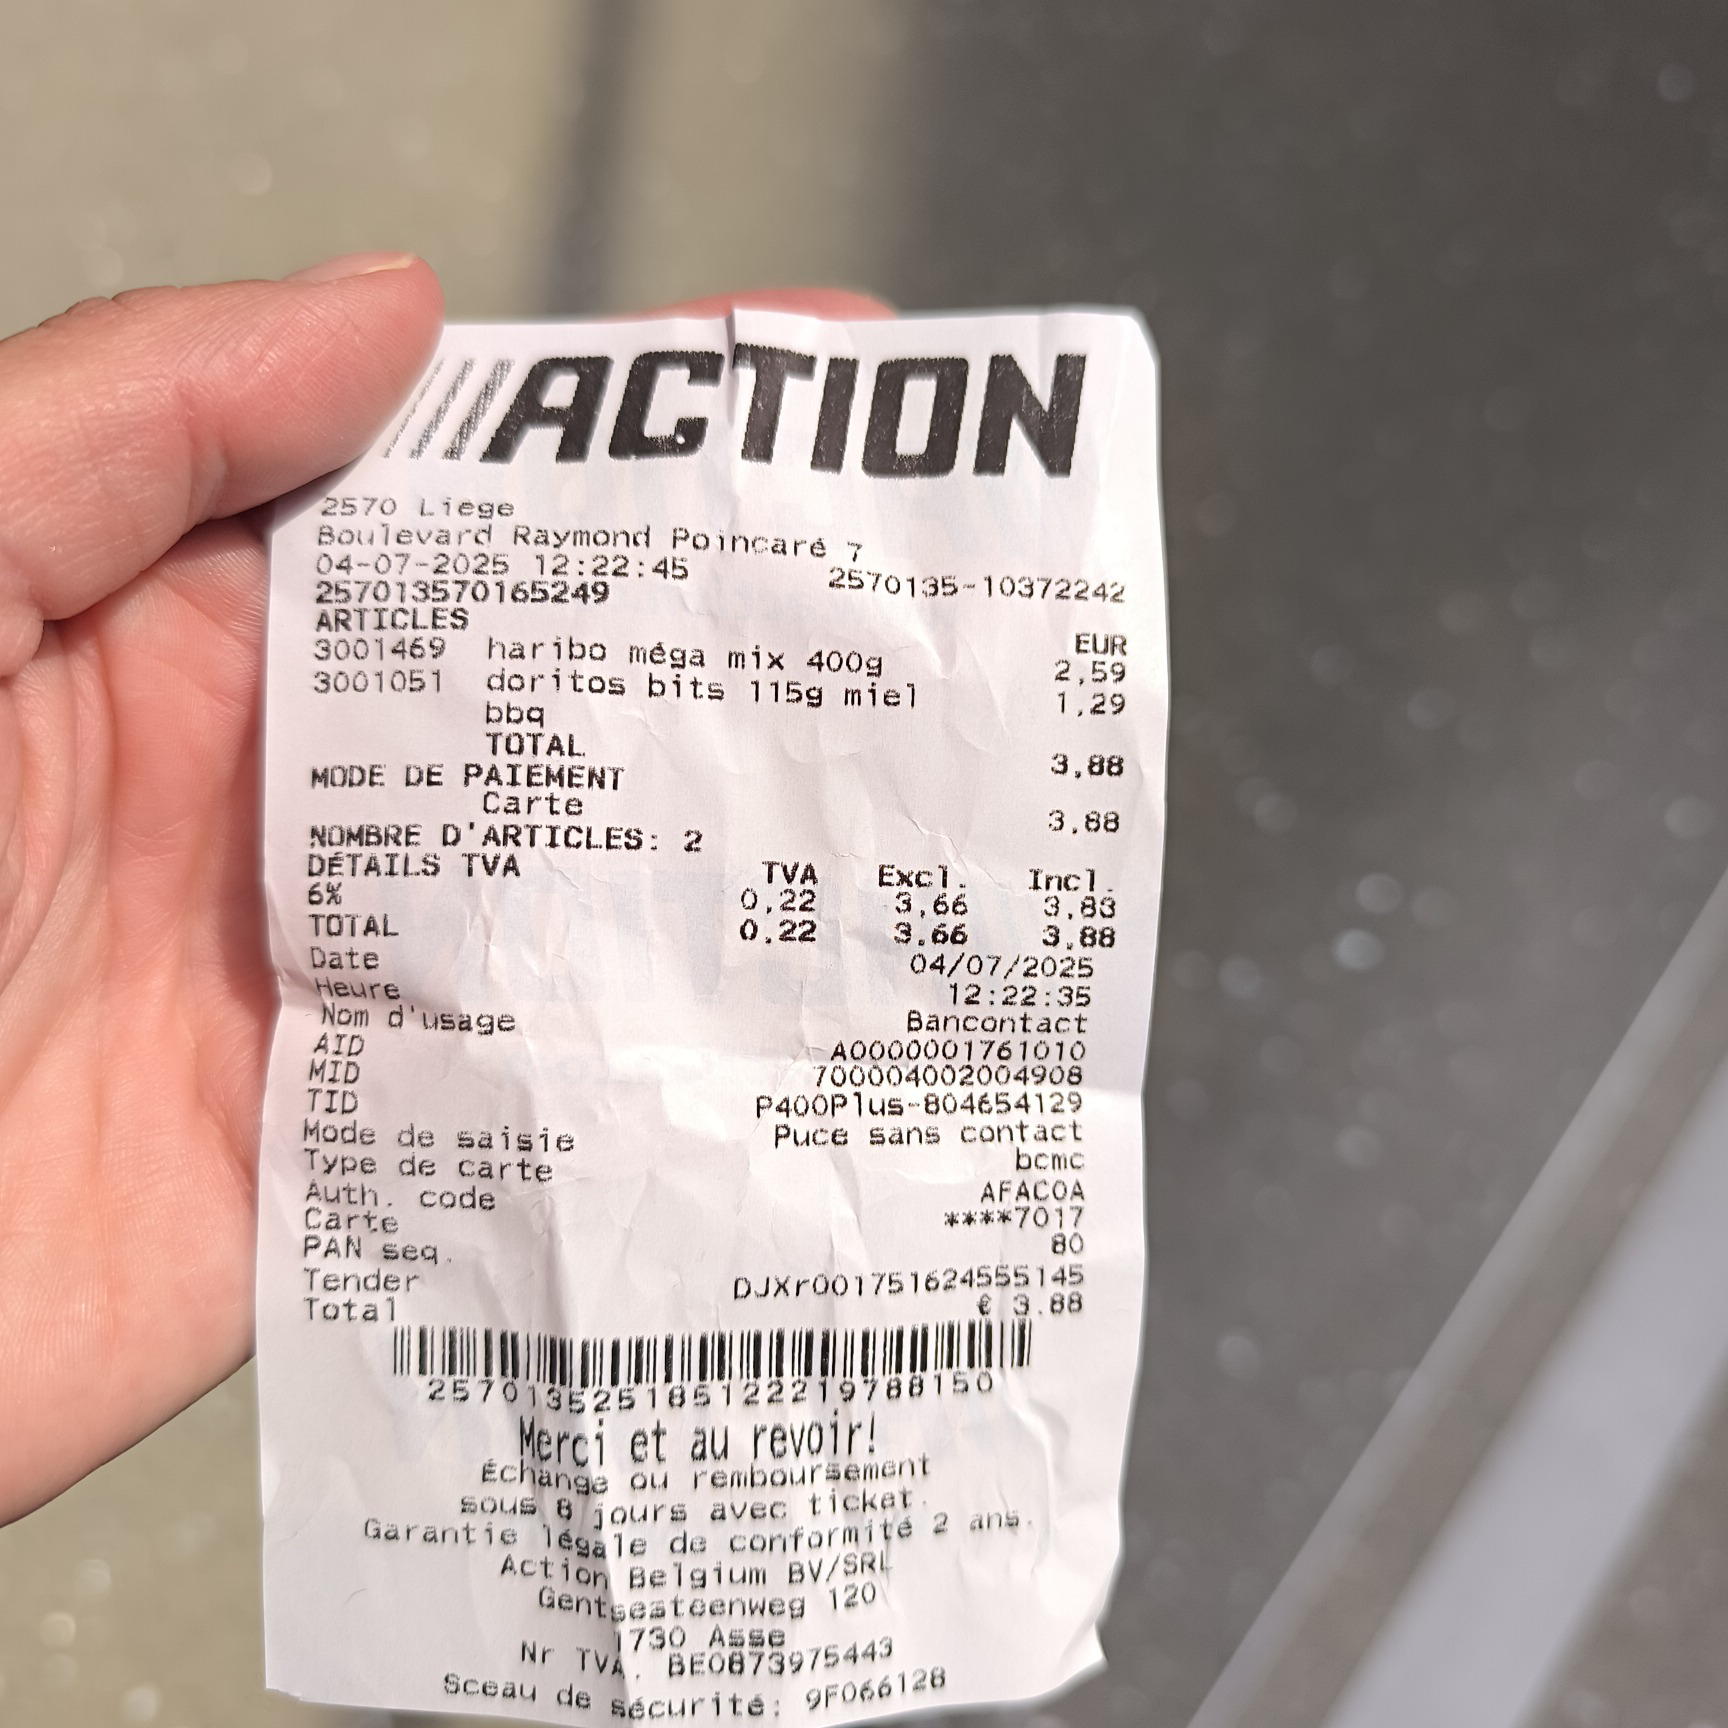 ACTION
2570 Liege
Boulevard Raymond Poincaré 7
04-07-2025 12:22:45 2570135-10372242
257013570165249
ARTICLES EUR
3001469 haribo méga mix 400g 2,59
3001051 doritos bits 115g miel 1,29
bbq
TOTAL 3,88
MODE DE PAIEMENT
Carte 3,88
NOMBRE D'ARTICLES: 2
DÉTAILS TVA TVA Excl. Incl.
6% 0,22 3,66 3,88
TOTAL 0,22 3,66 3,88
Date 04/07/2025
Heure 12:22:35
Nom d'usage Bancontact
AID A0000001761010
MID 700004002004908
TID P400Plus-804654129
Mode de saisie Puce sans contact
Type de carte bcmc
Auth. code AFACOA
Carte ****7017
PAN seq. 80
Tender DJXr001751624555145
Total € 3.88
257013525185122219788150
Merci et au revoir!
Échange ou remboursement
sous 8 jours avec ticket.
Garantie légale de conformité 2 ans.
Action Belgium BV/SRL
Gentsesteenweg 120
1730 Asse
Nr TVA. BE0873975443
Sceau de sécurité: 9F066128